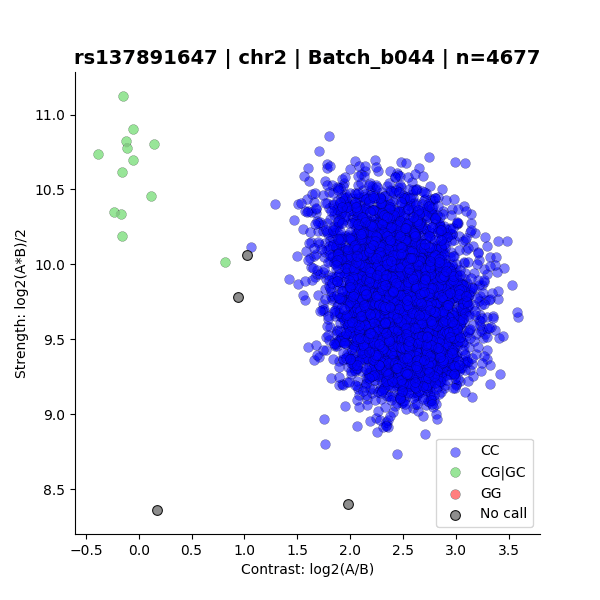 rs137891647 | chr2 | Batch_b044 | n=4677
Strength: log2(A*B)/2
11.0
10.5
10.0
9.5
9.0
8.5
CC
CG|GC
GG
No call
−0.5 0.0 0.5 1.0 1.5 2.0 2.5 3.0 3.5
Contrast: log2(A/B)